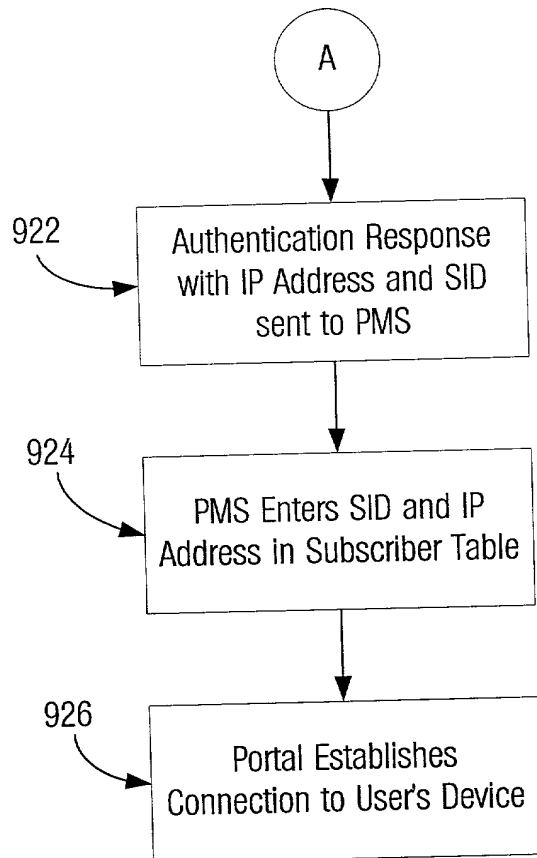 A
922
Authentication Response
with IP Address and SID
sent to PMS
924
PMS Enters SID and IP
Address in Subscriber Table
926
Portal Establishes
Connection to User's Device